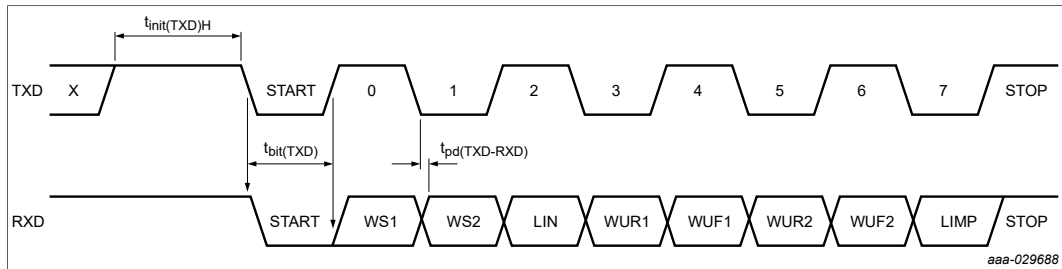 tinit(TXD)H
TXD X START 0 1 2 3 4 5 6 7 STOP
tbit(TXD) tpd(TXD-RXD)
RXD START WS1 WS2 LIN WUR1 WUF1 WUR2 WUF2 LIMP STOP
aaa-029688